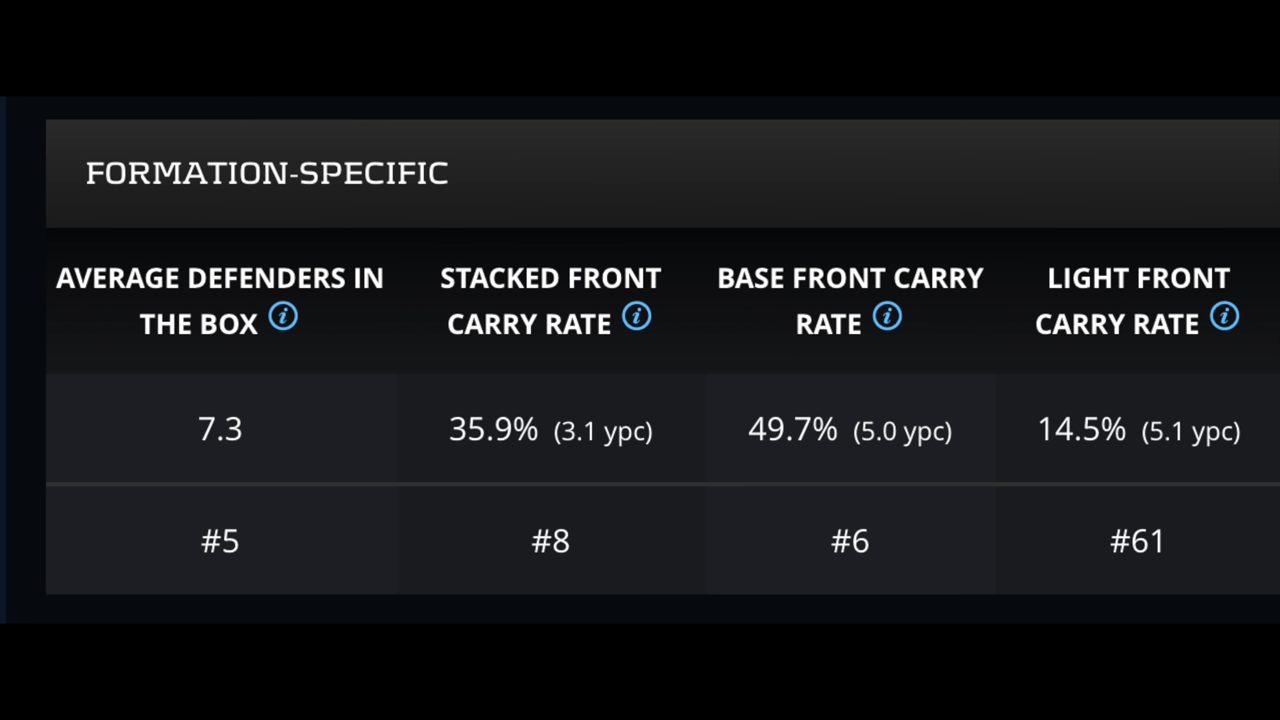 FORMATION-SPECIFIC
AVERAGE DEFENDERS IN STACKED FRONT BASE FRONT CARRY LIGHT FRONT
THE BOX CARRY RATE RATE CARRY RATE
7.3 35.9% (3.1 ypc) 49.7% (5.0 ypc) 14.5% (5.1 ypc)
#5 #8 #6 #61